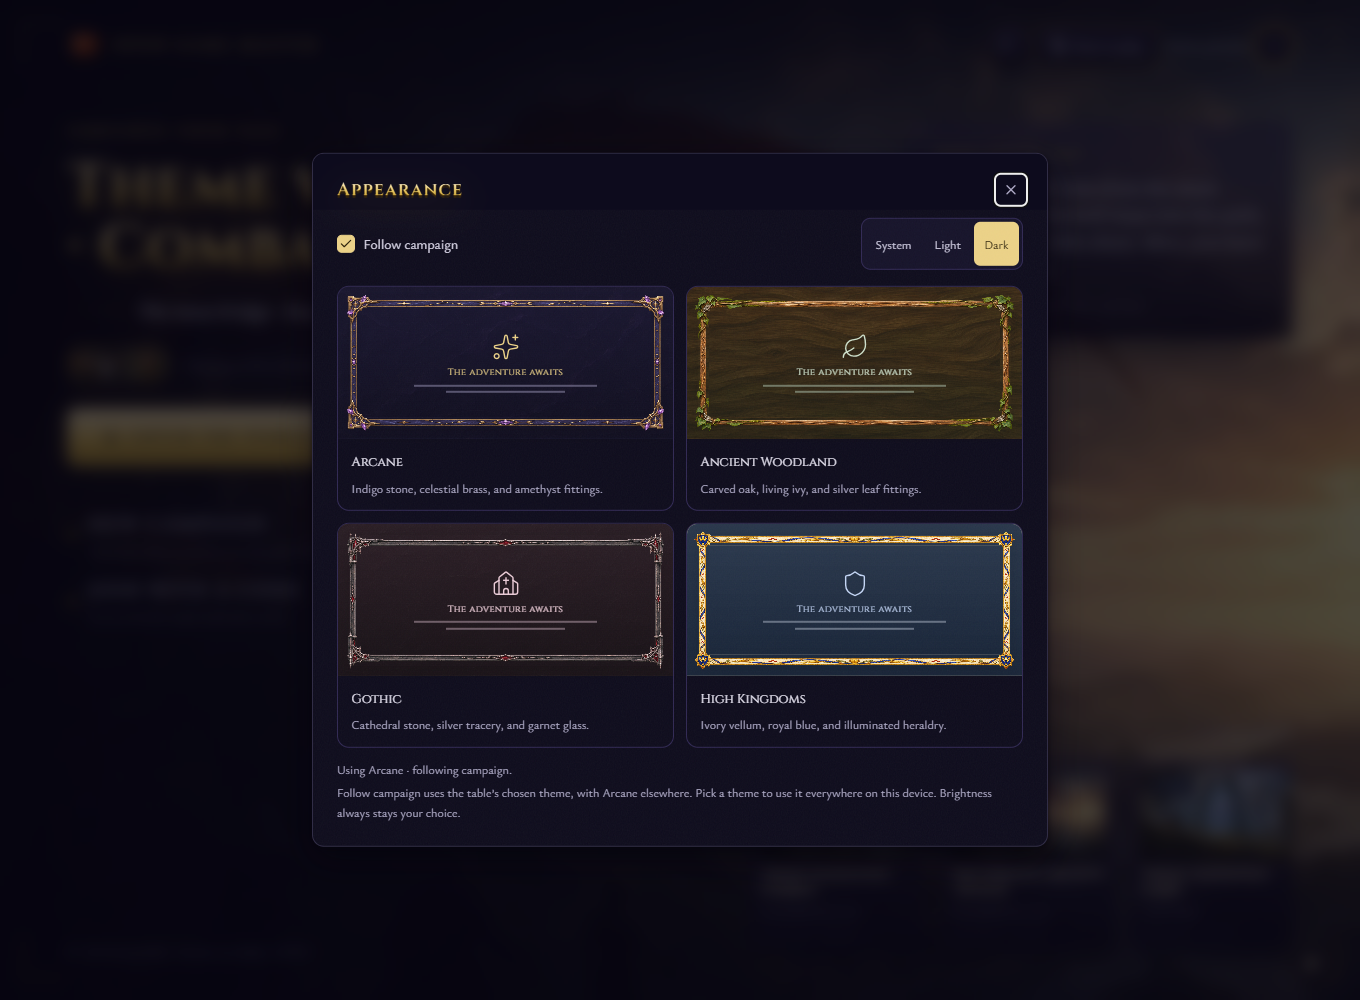 Appearance
Follow campaign
System Light Dark
The adventure awaits
Arcane
Indigo stone, celestial brass, and amethyst fittings.
The adventure awaits
Ancient Woodland
Carved oak, living ivy, and silver leaf fittings.
The adventure awaits
Gothic
Cathedral stone, silver tracery, and garnet glass.
The adventure awaits
High Kingdoms
Ivory vellum, royal blue, and illuminated heraldry.
Using Arcane · following campaign.
Follow campaign uses the table's chosen theme, with Arcane elsewhere. Pick a theme to use it everywhere on this device. Brightness
always stays your choice.
Theme